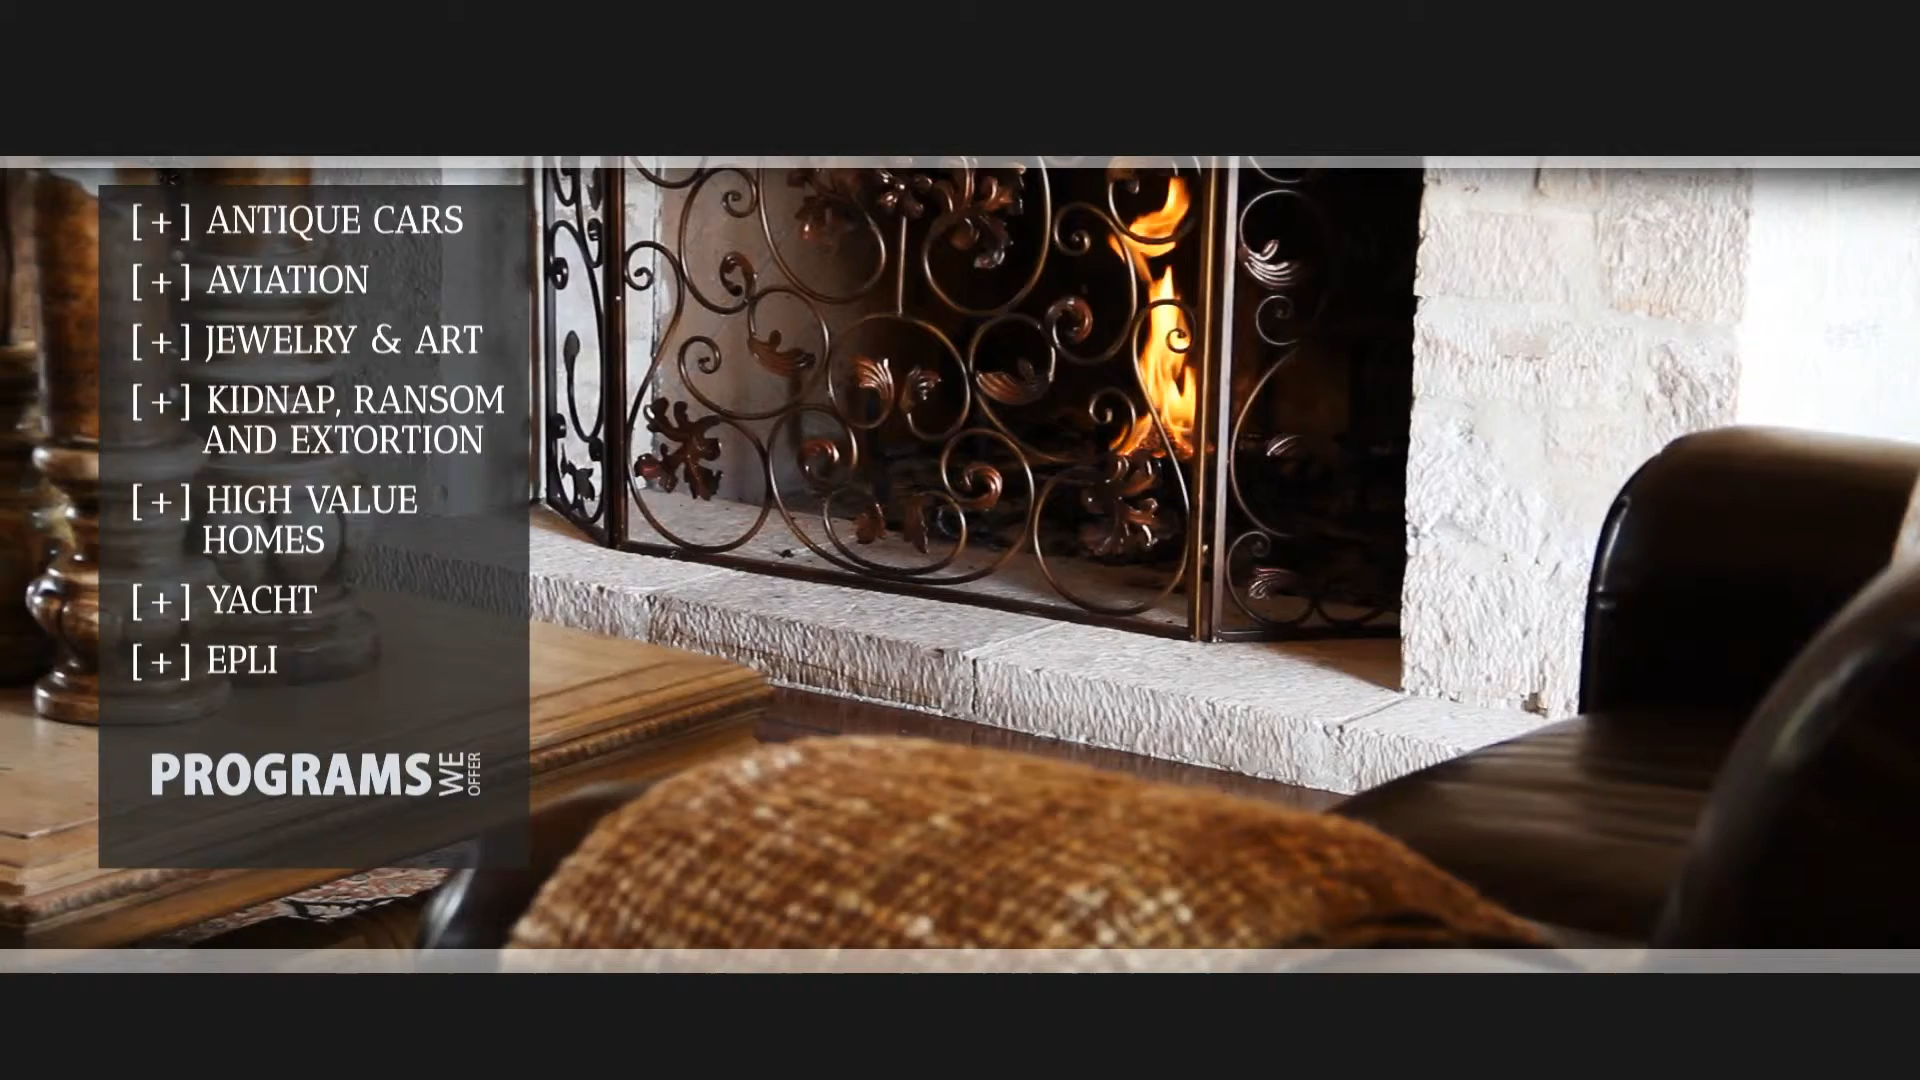 [+] ANTIQUE CARS
[+] AVIATION
[+] JEWELRY & ART
[+] KIDNAP, RANSOM
AND EXTORTION
[+] HIGH VALUE
HOMES
[+] YACHT
[+] EPLI
PROGRAMS WE OFFER